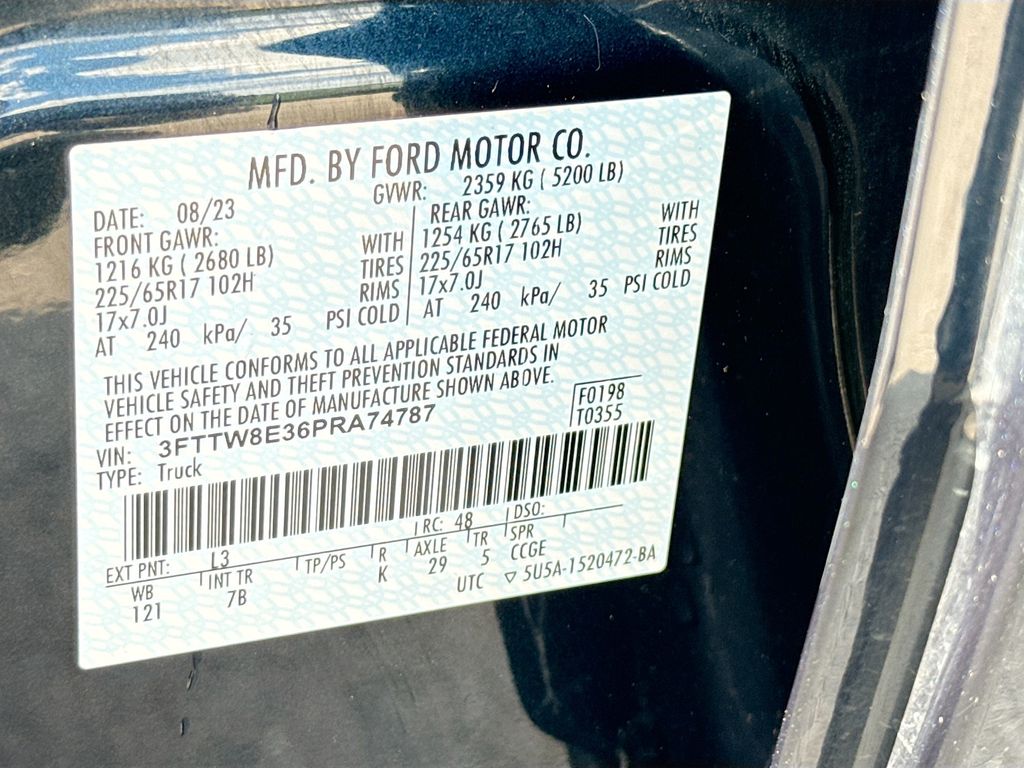 MFD. BY FORD MOTOR CO.
DATE: 08/23 GVWR: 2359 KG ( 5200 LB)
FRONT GAWR: REAR GAWR:
1216 KG ( 2680 LB) WITH 1254 KG ( 2765 LB) WITH
225/65R17 102H TIRES 225/65R17 102H TIRES
17x7.0J RIMS 17x7.0J RIMS
AT 240 kPa/ 35 PSI COLD AT 240 kPa/ 35 PSI COLD
THIS VEHICLE CONFORMS TO ALL APPLICABLE FEDERAL MOTOR
VEHICLE SAFETY AND THEFT PREVENTION STANDARDS IN
EFFECT ON THE DATE OF MANUFACTURE SHOWN ABOVE.
VIN: 3FTTW8E36PRA74787 F0198
TYPE: Truck T0355
EXT PNT: L3 RC: 48 DSO:
WB INT TR TP/PS R AXLE TR SPR
121 7B K 29 5 CCGE
UTC ▽ 5U5A-1520472-BA